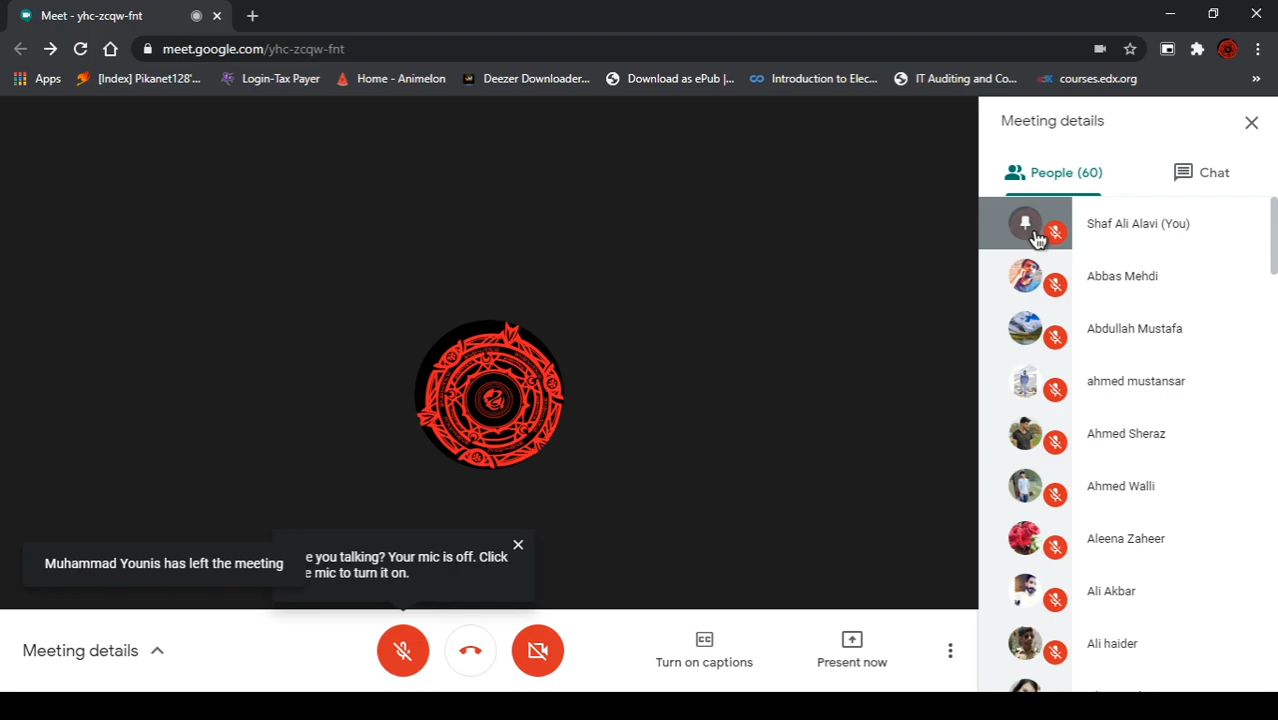 Meet - yhc-zcqw-fnt
meet.google.com/yhc-zcqw-fnt
Apps
[Index] Pikanet128'...
Login-Tax Payer
Home - Animelon
Deezer Downloader...
Download as ePub |...
Introduction to Elec...
IT Auditing and Co...
courses.edx.org
Meeting details
People (60)
Chat
Shaf Ali Alavi (You)
Abbas Mehdi
Abdullah Mustafa
ahmed mustansar
Ahmed Sheraz
Ahmed Walli
Aleena Zaheer
Ali Akbar
Ali haider
Muhammad Younis has left the meeting
e you talking? Your mic is off. Click
e mic to turn it on.
Meeting details
CC
Turn on captions
Present now